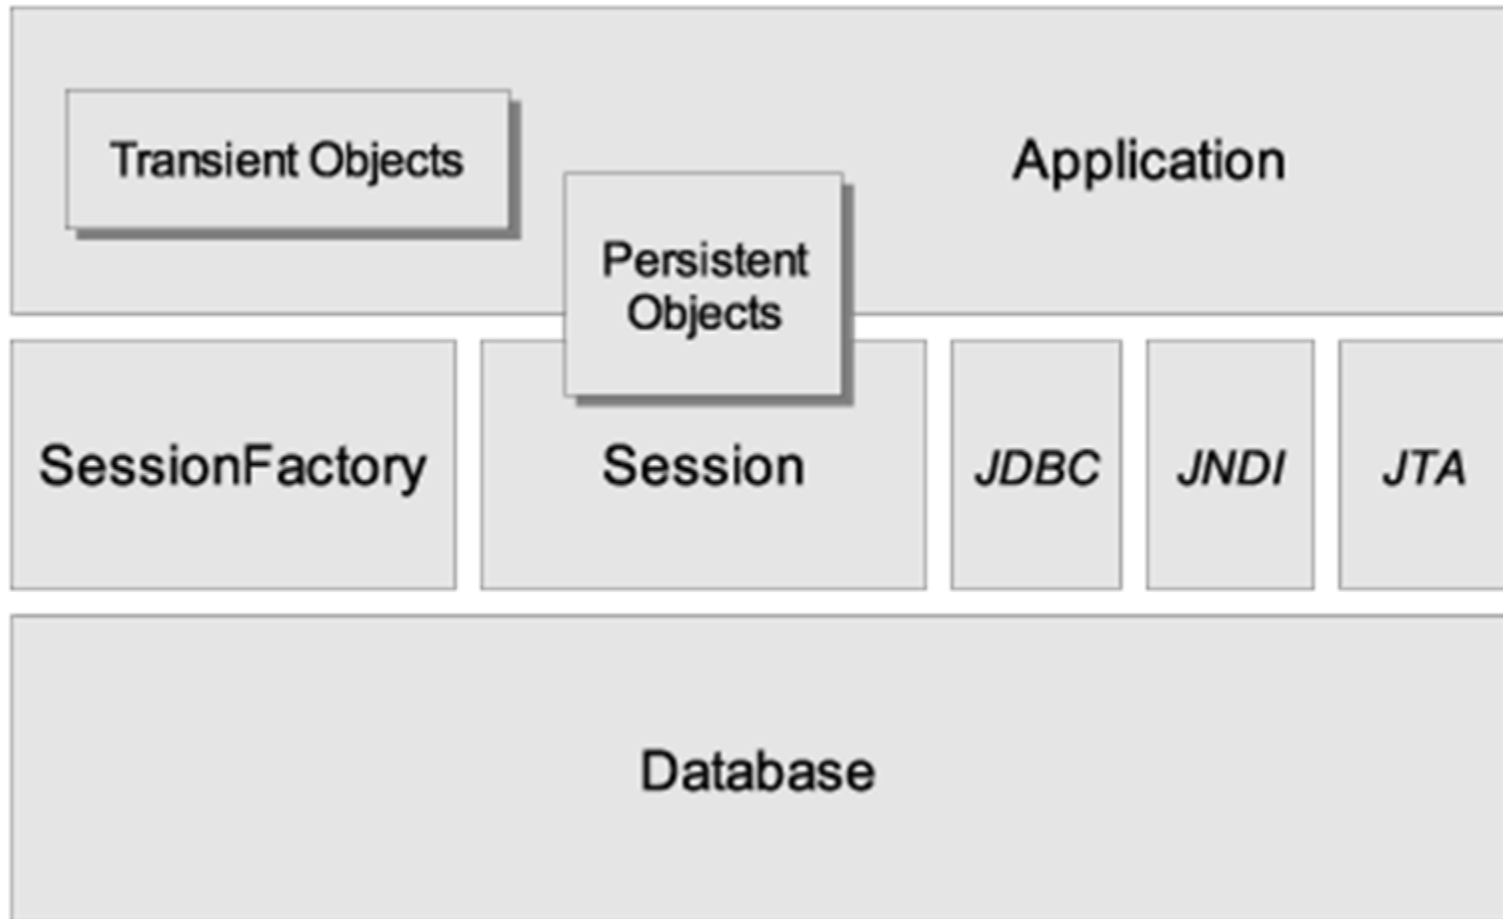 Transient Objects
Application
Persistent
Objects
SessionFactory
Session
JDBC
JNDI
JTA
Database